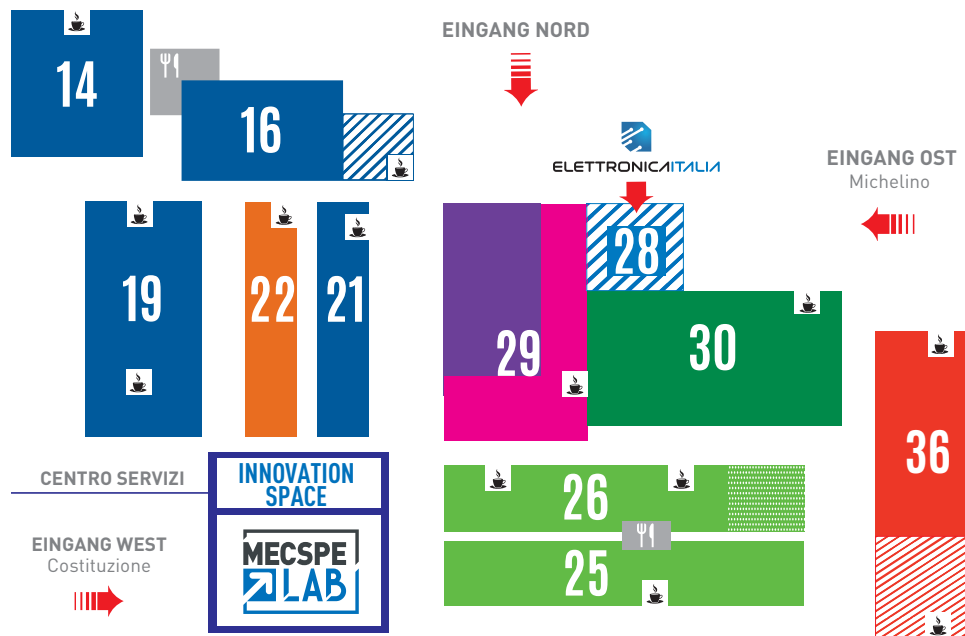 EINGANG NORD
14
16
ELETTRONICAITALIA
EINGANG OST
Michelino
28
19
22
21
29
30
36
CENTRO SERVIZI
INNOVATION
SPACE
26
EINGANG WEST
Costituzione
MECSPE
LAB
25